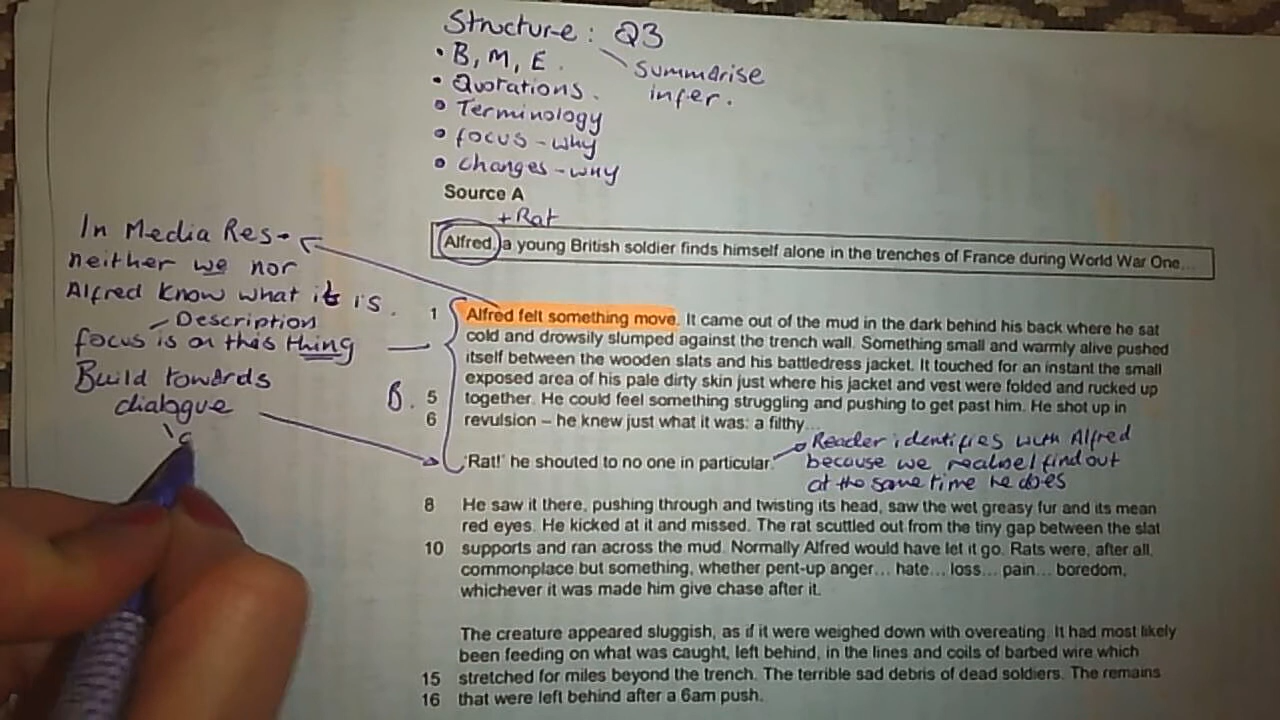 Structure: Q3
• B, M, E.
summarise
• Quotations.
infer.
• Terminology
• focus - why
• changes - why
Source A
+ Rat
Alfred, a young British soldier finds himself alone in the trenches of France during World War One...
In Media Res -
neither we nor
Alfred know what it is.
Description
focus is on this thing
Build towards
dialogue
B.
1 Alfred felt something move. It came out of the mud in the dark behind his back where he sat
cold and drowsily slumped against the trench wall. Something small and warmly alive pushed
itself between the wooden slats and his battledress jacket. It touched for an instant the small
exposed area of his pale dirty skin just where his jacket and vest were folded and rucked up
5 together. He could feel something struggling and pushing to get past him. He shot up in
6 revulsion – he knew just what it was: a filthy...
'Rat!' he shouted to no one in particular.
Reader identifies with Alfred
because we realise/find out
at the same time he does
8 He saw it there, pushing through and twisting its head, saw the wet greasy fur and its mean
red eyes. He kicked at it and missed. The rat scuttled out from the tiny gap between the slat
10 supports and ran across the mud. Normally Alfred would have let it go. Rats were, after all,
commonplace but something, whether pent-up anger... hate... loss... pain... boredom,
whichever it was made him give chase after it.
The creature appeared sluggish, as if it were weighed down with overeating. It had most likely
been feeding on what was caught, left behind, in the lines and coils of barbed wire which
15 stretched for miles beyond the trench. The terrible sad debris of dead soldiers. The remains
16 that were left behind after a 6am push.